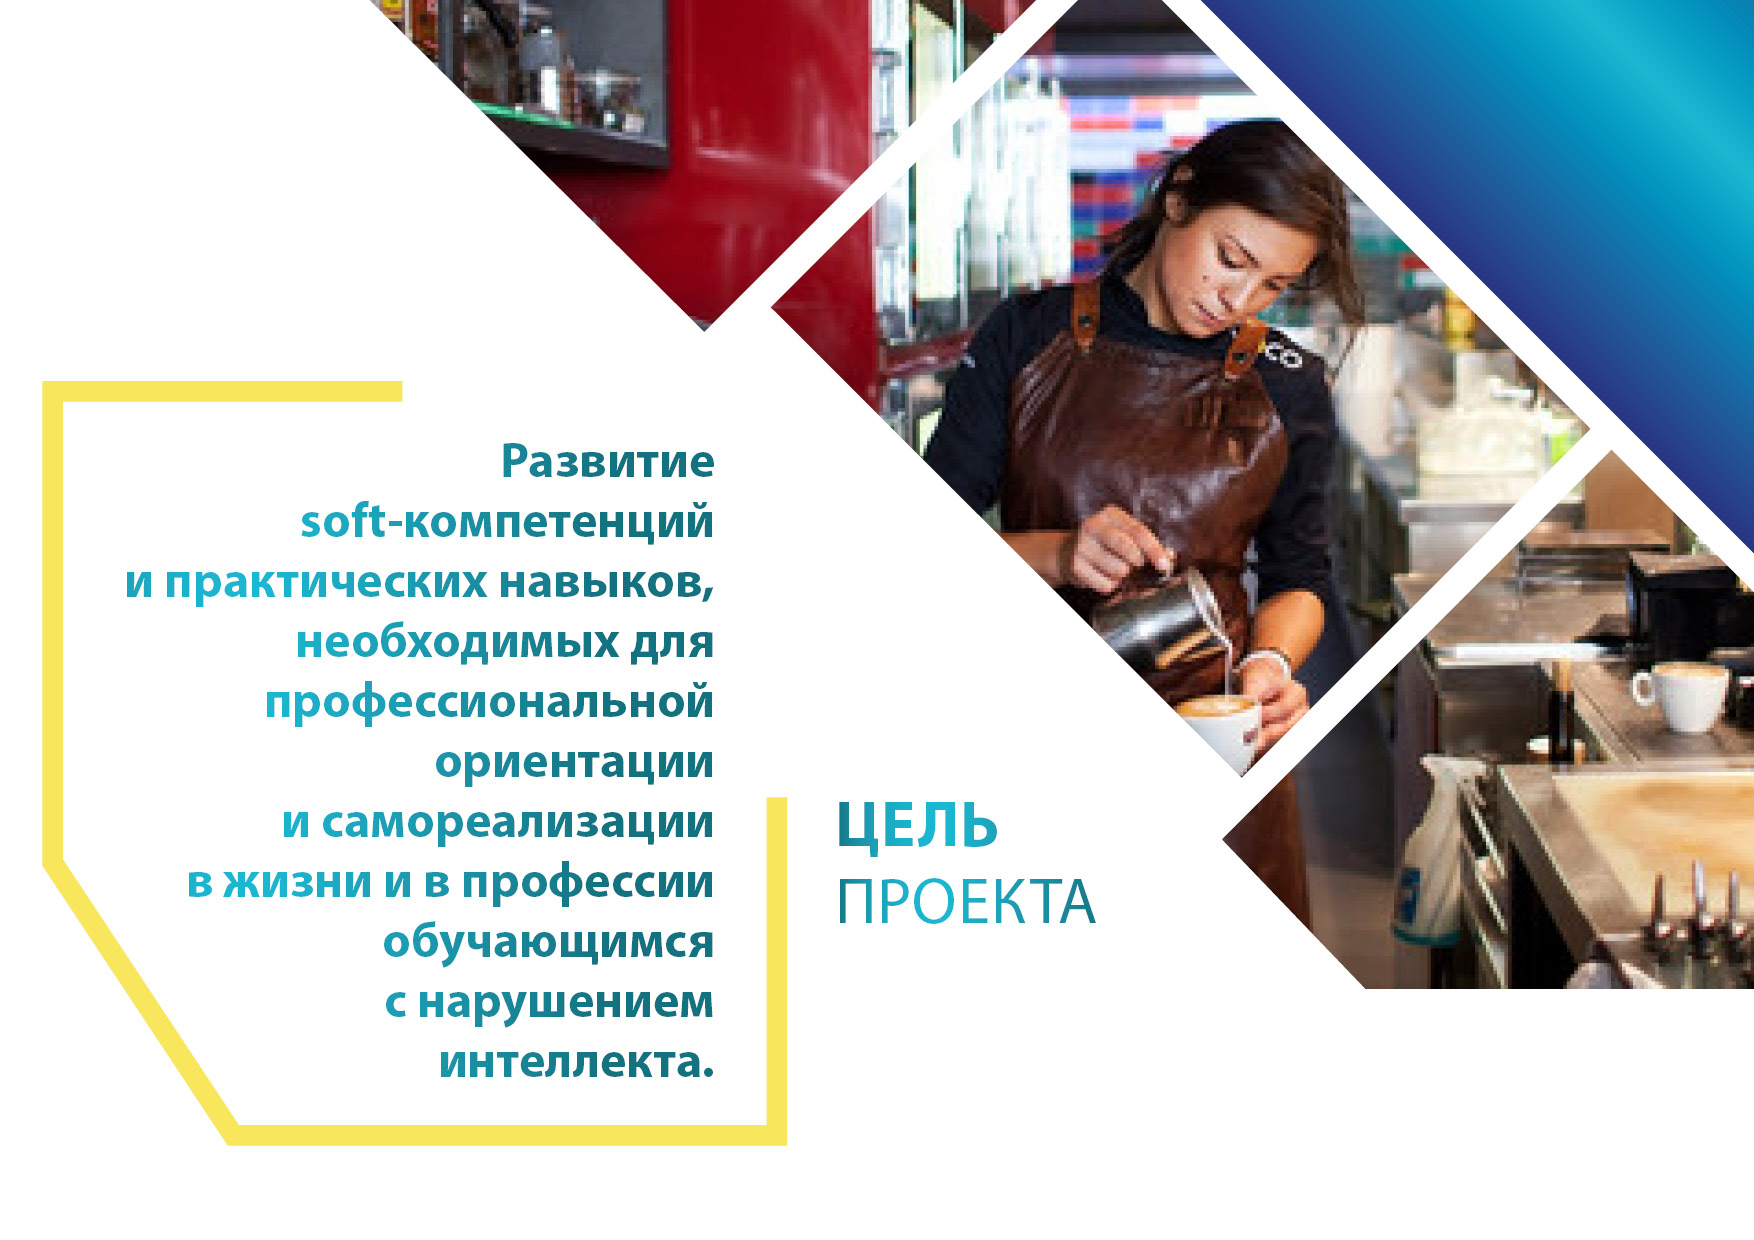 Развитие
soft-компетенций
и практических навыков,
необходимых для
профессиональной
ориентации
и самореализации
в жизни и в профессии
обучающимся
с нарушением
интеллекта.
ЦЕЛЬ
ПРОЕКТА